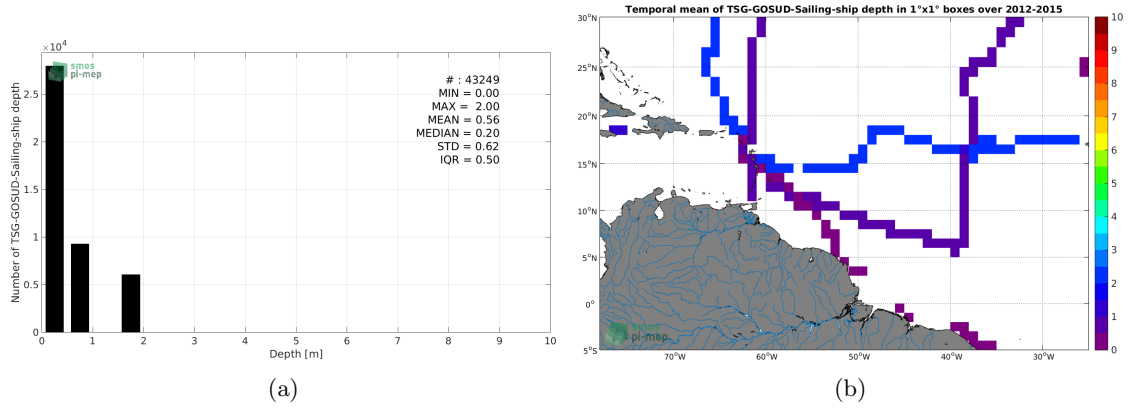 Temporal mean of TSG-GOSUD-Sailing-ship depth in 1°x1° boxes over 2012-2015
×10⁴
smos
pi-mep
# : 43249
MIN = 0.00
MAX = 2.00
MEAN = 0.56
MEDIAN = 0.20
STD = 0.62
IQR = 0.50
Number of TSG-GOSUD-Sailing-ship depth
2.5
2
1.5
1
0.5
0
0 1 2 3 4 5 6 7 8 9 10
Depth [m]
(a)
30°N
25°N
20°N
15°N
10°N
5°N
0°
5°S
70°W 60°W 50°W 40°W 30°W
smos
pi-mep
10
9
8
7
6
5
4
3
2
1
0
(b)